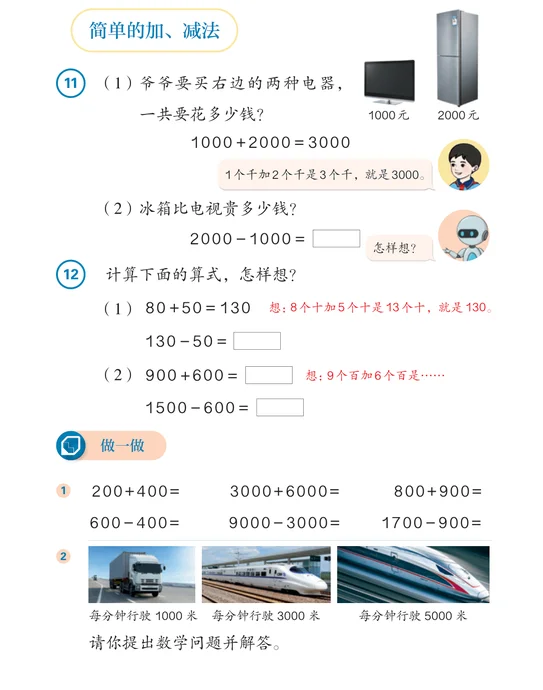 简单的加、减法
11 （1）爷爷要买右边的两种电器，
一共要花多少钱？
1000元 2000元
1000+2000=3000
1个千加2个千是3个千，就是3000。
（2）冰箱比电视贵多少钱？
2000-1000=
怎样想？
12 计算下面的算式，怎样想？
（1）80+50=130 想：8个十加5个十是13个十，就是130。
130-50=
（2）900+600= 想：9个百加6个百是……
1500-600=
做一做
1 200+400= 3000+6000= 800+900=
600-400= 9000-3000= 1700-900=
2
每分钟行驶 1000 米 每分钟行驶 3000 米 每分钟行驶 5000 米
请你提出数学问题并解答。